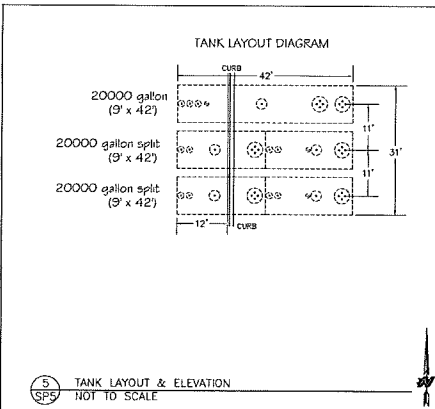 TANK LAYOUT DIAGRAM
CURB
42'
20000 gallon
(9' x 42')
11'
20000 gallon split
(9' x 42')
31'
11'
20000 gallon split
(9' x 42')
12'
CURB
5
SP5
TANK LAYOUT & ELEVATION
NOT TO SCALE